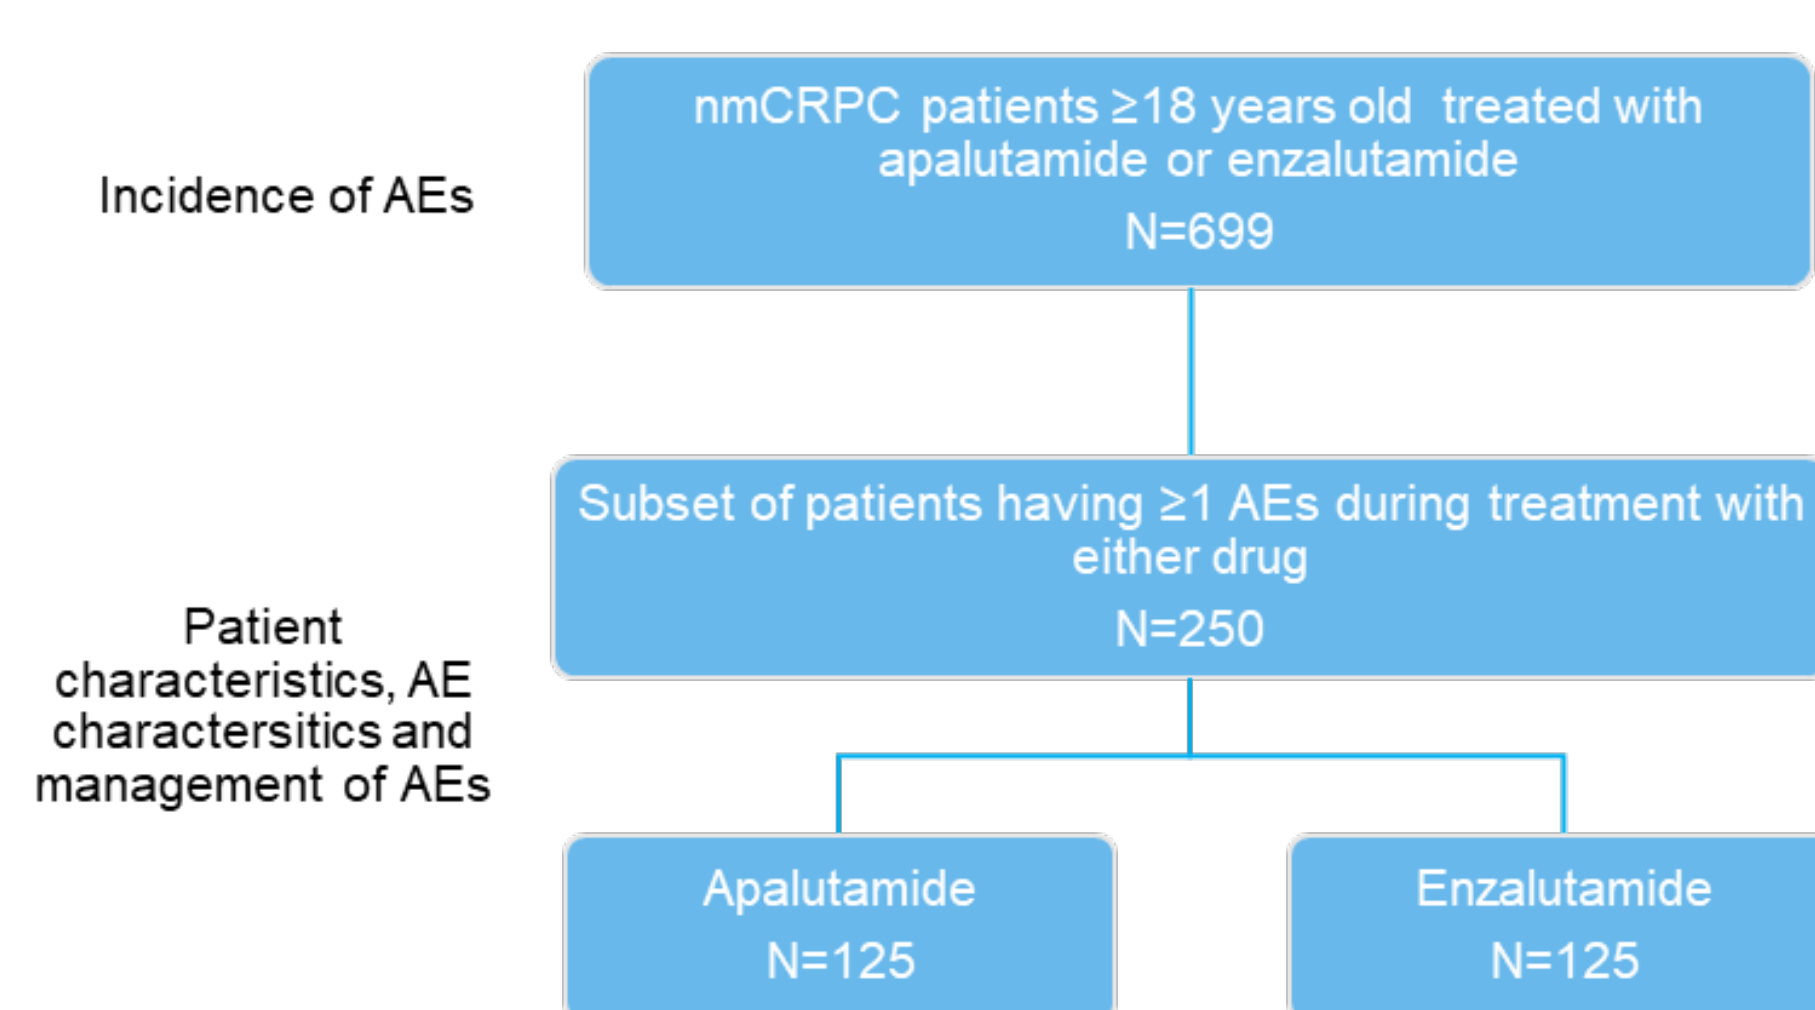 nmCRPC patients ≥18 years old treated with
apalutamide or enzalutamide
N=699
Incidence of AEs
Subset of patients having ≥1 AEs during treatment with
either drug
N=250
Patient
characteristics, AE
charactersitics and
management of AEs
Apalutamide
N=125
Enzalutamide
N=125